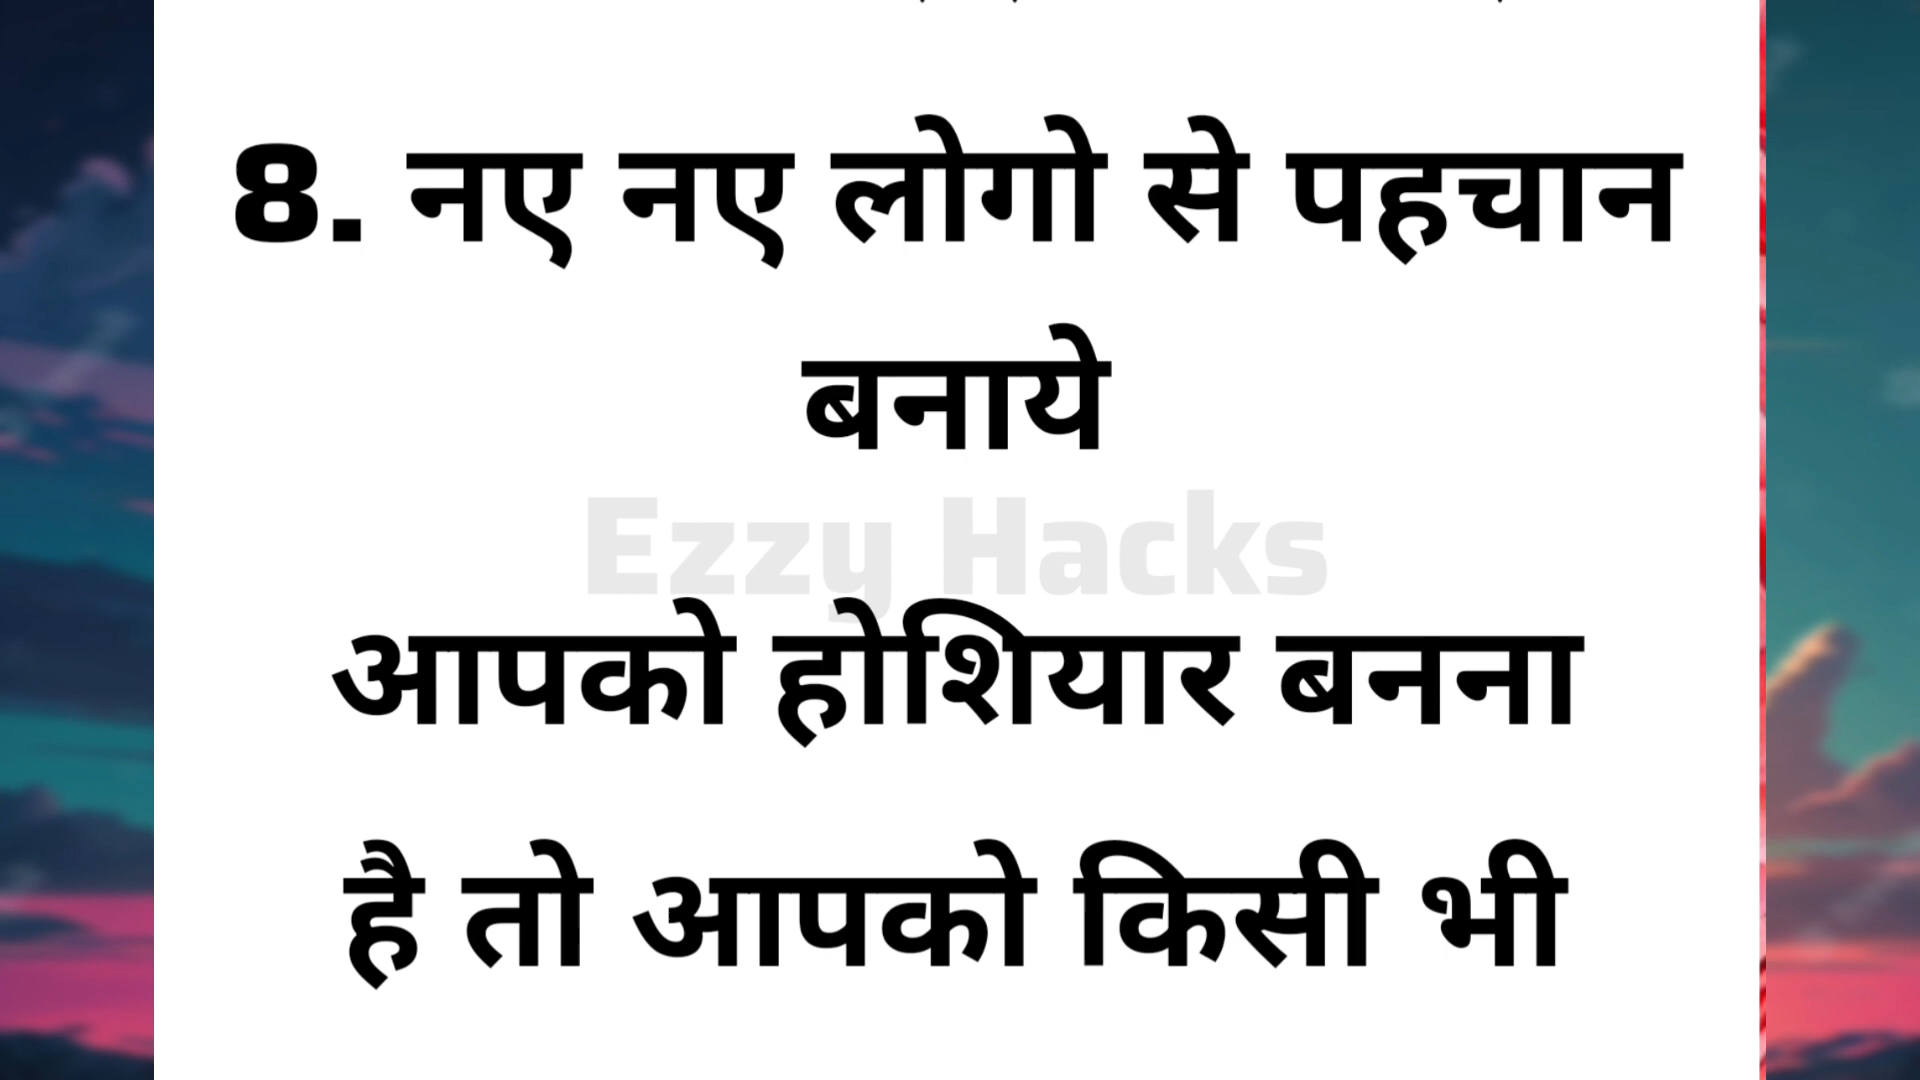 8. नए नए लोगो से पहचान
बनाये
Ezzy Hacks
आपको होशियार बनना
है तो आपको किसी भी